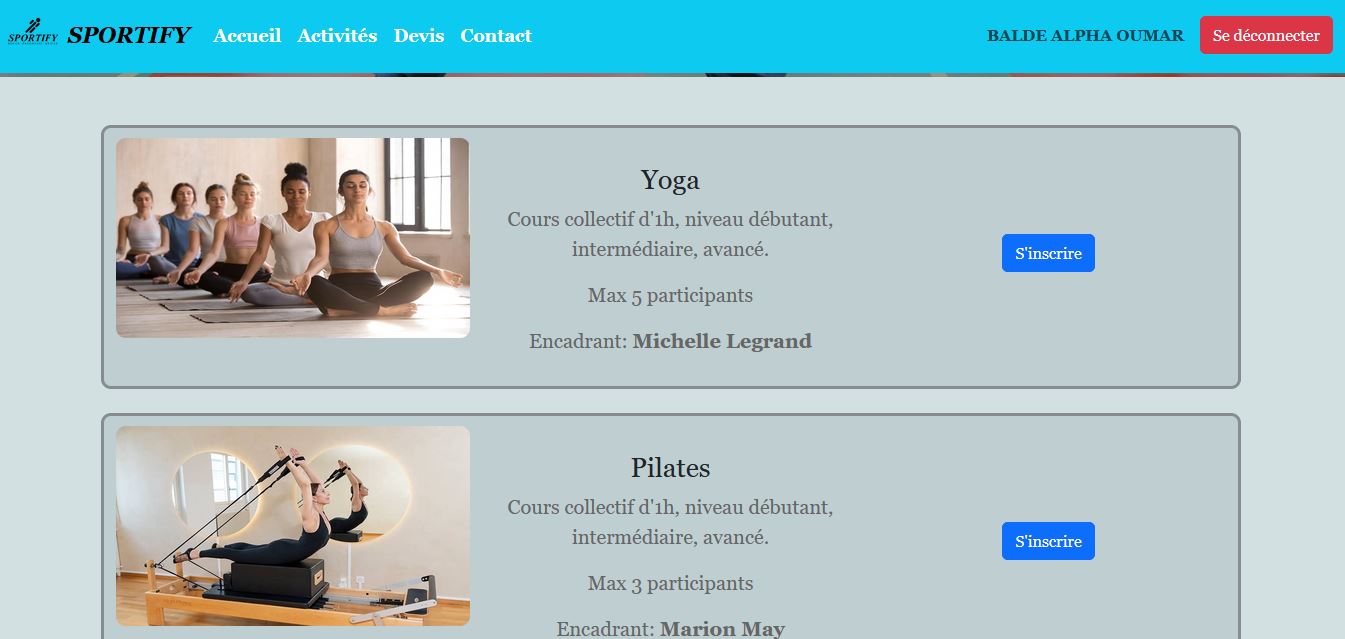 SPORTIFY SPORTIFY Accueil Activités Devis Contact BALDE ALPHA OUMAR Se déconnecter
Yoga
Cours collectif d'1h, niveau débutant,
intermédiaire, avancé.
S'inscrire
Max 5 participants
Encadrant: Michelle Legrand
Pilates
Cours collectif d'1h, niveau débutant,
intermédiaire, avancé.
S'inscrire
Max 3 participants
Encadrant: Marion May